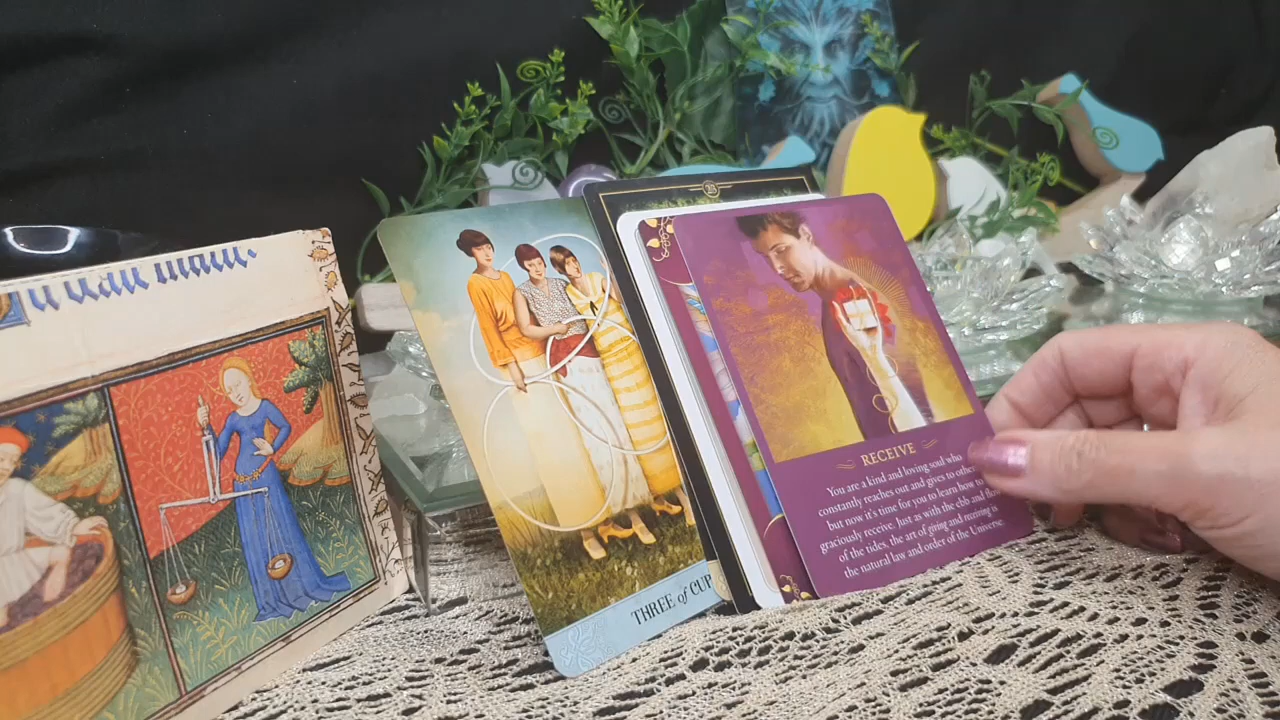 THREE of CUP
RECEIVE
You are a kind and loving soul who
constantly reaches out and gives to othe
but now it's time for you to learn how to
graciously receive. Just as with the ebb and flow
of the tides, the art of giving and receiving is
the natural law and order of the Universe.